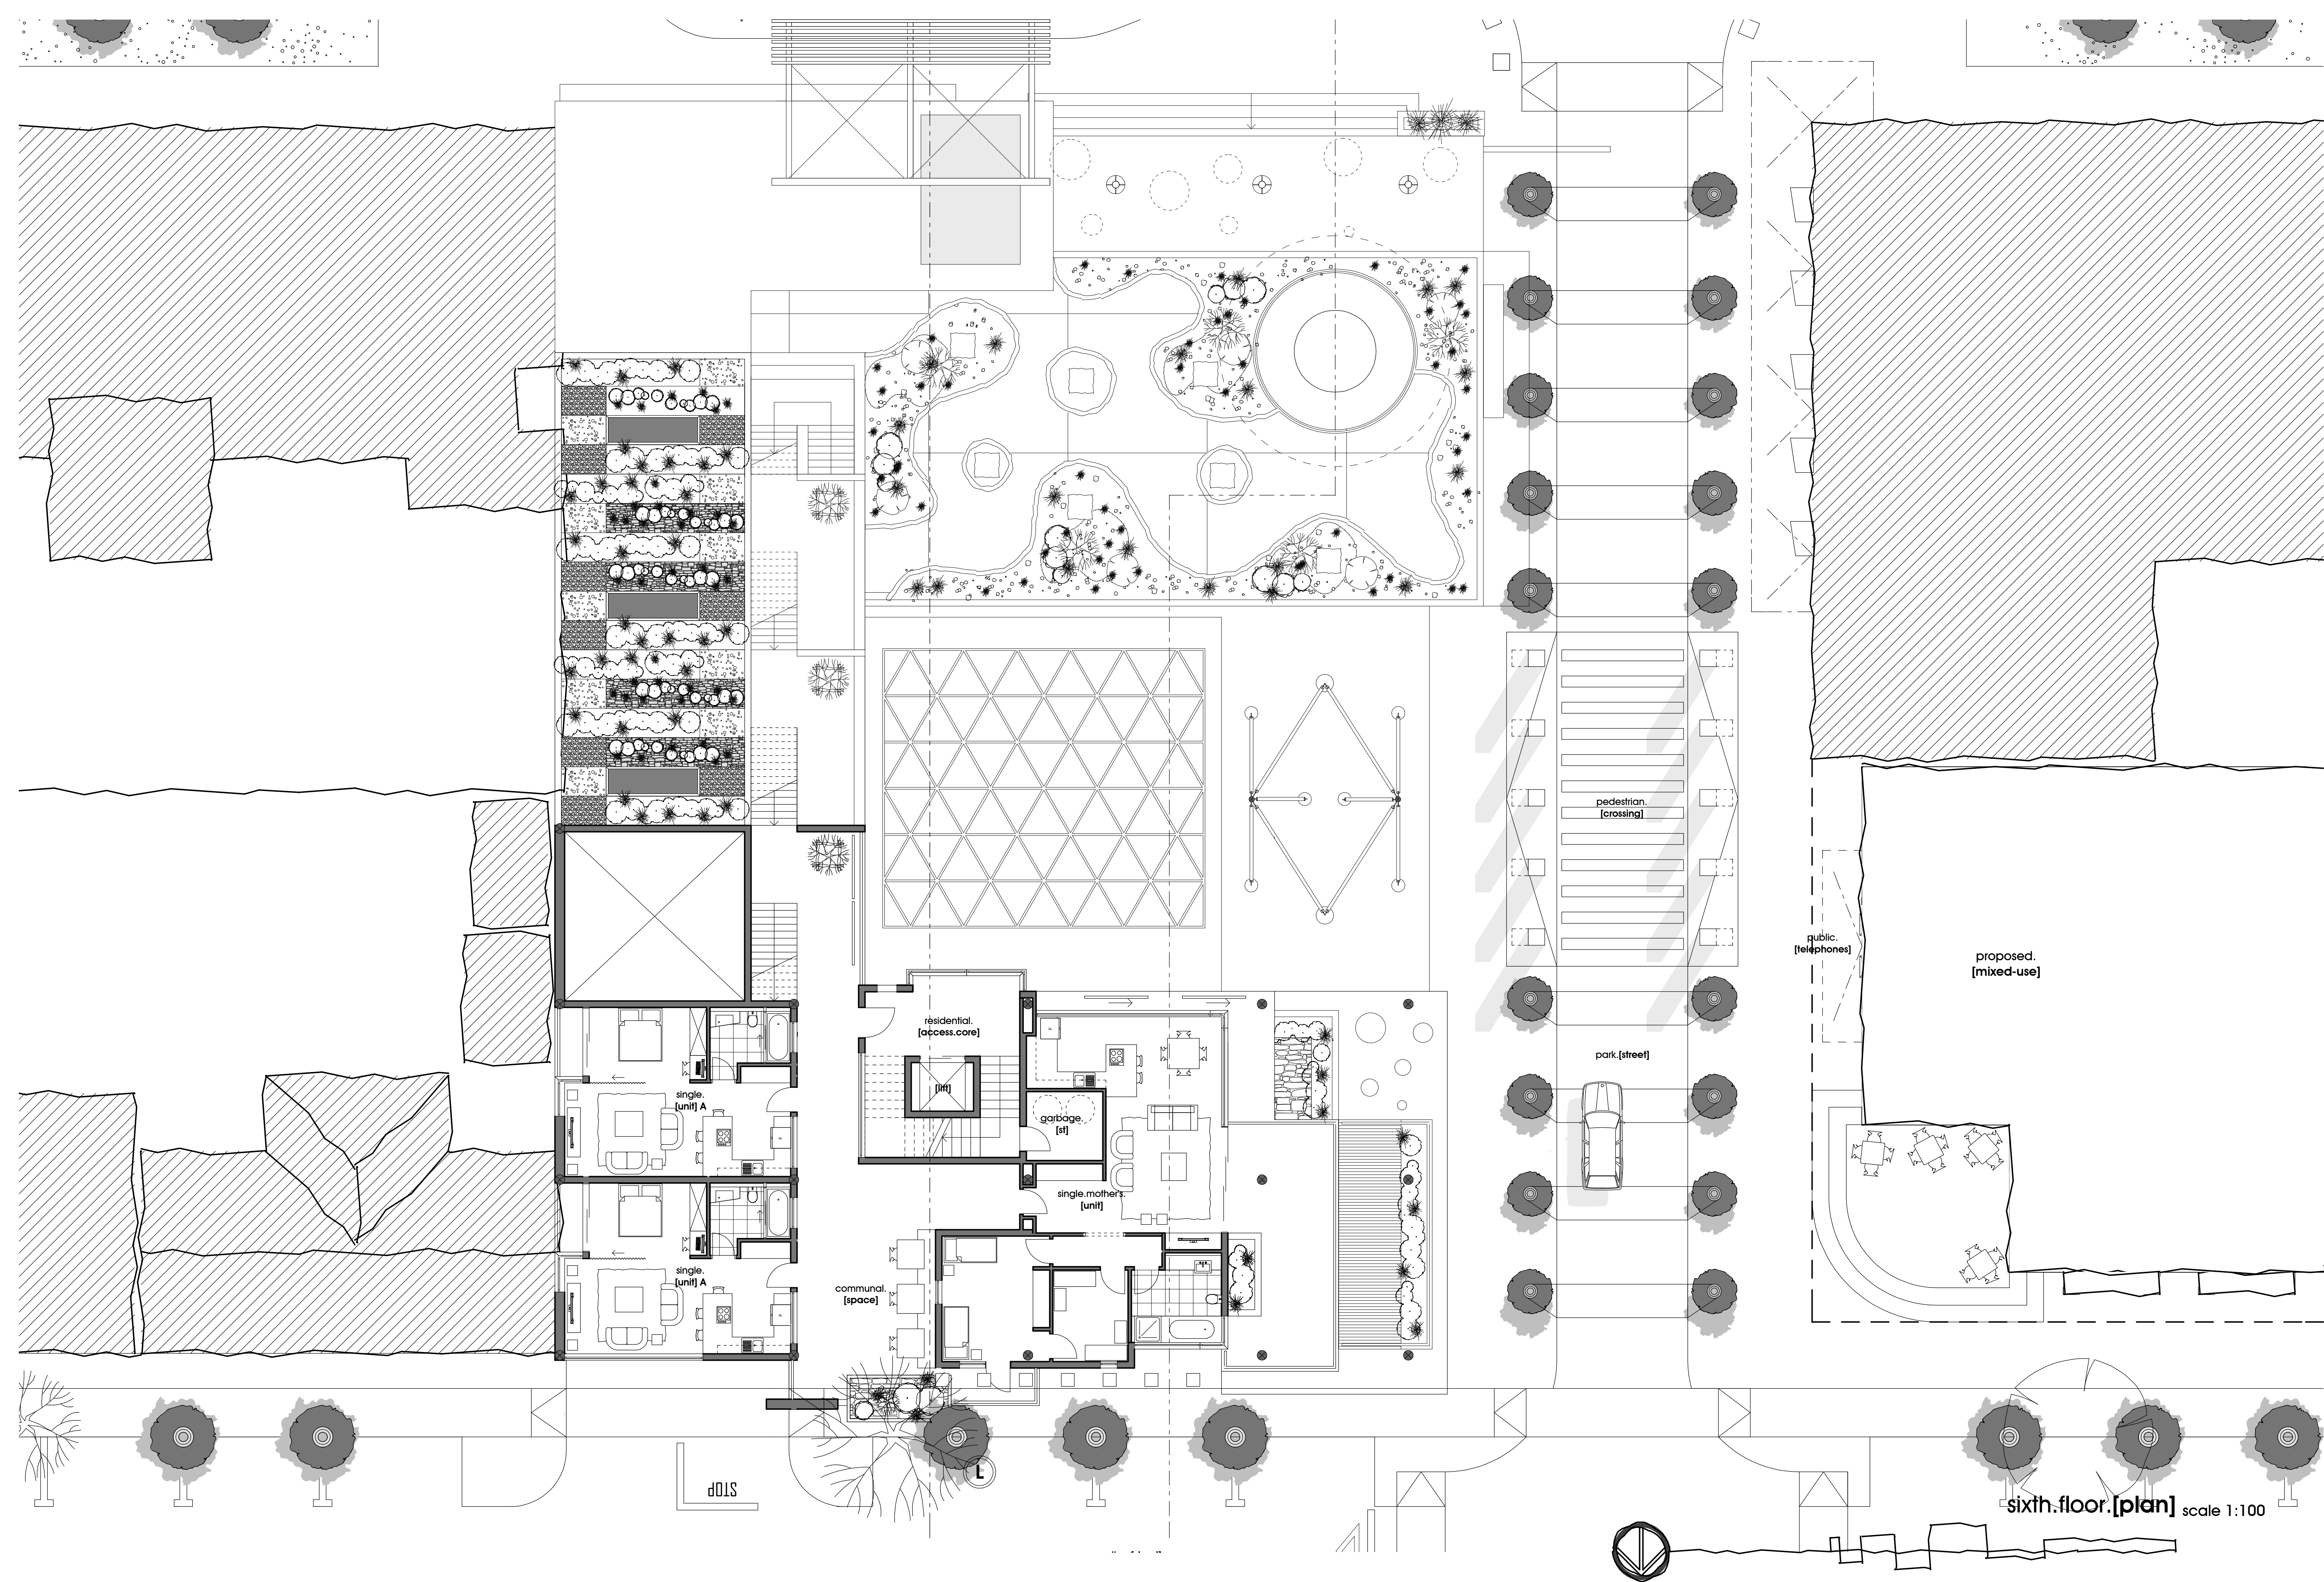 pedestrian.
[crossing]
public.
[telephones]
proposed.
[mixed-use]
residential.
[access.core]
park.[street]
[lift]
single.
[unit] A
garbage.
[st]
single.mother's.
[unit]
single.
[unit] A
communal.
[space]
L
STOP
sixth.floor.[plan] scale 1:100